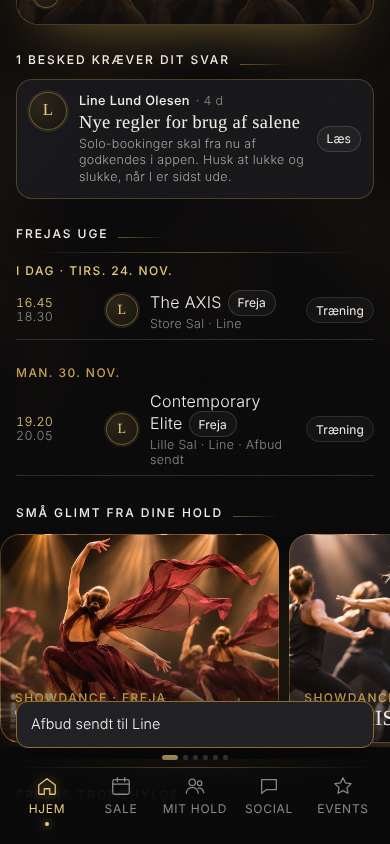 1 BESKED KRÆVER DIT SVAR
L
Line Lund Olesen · 4 d
Nye regler for brug af salene
Solo-bookinger skal fra nu af
godkendes i appen. Husk at lukke og
slukke, når I er sidst ude.
Læs
FREJAS UGE
I DAG · TIRS. 24. NOV.
16.45
18.30
L
The AXIS Freja
Store Sal · Line
Træning
MAN. 30. NOV.
19.20
20.05
L
Contemporary
Elite Freja
Lille Sal · Line · Afbud
sendt
Træning
SMÅ GLIMT FRA DINE HOLD
SHOWDANCE · FREJA
SHOWDANCE
Afbud sendt til Line
HJEM
SALE
MIT HOLD
SOCIAL
EVENTS